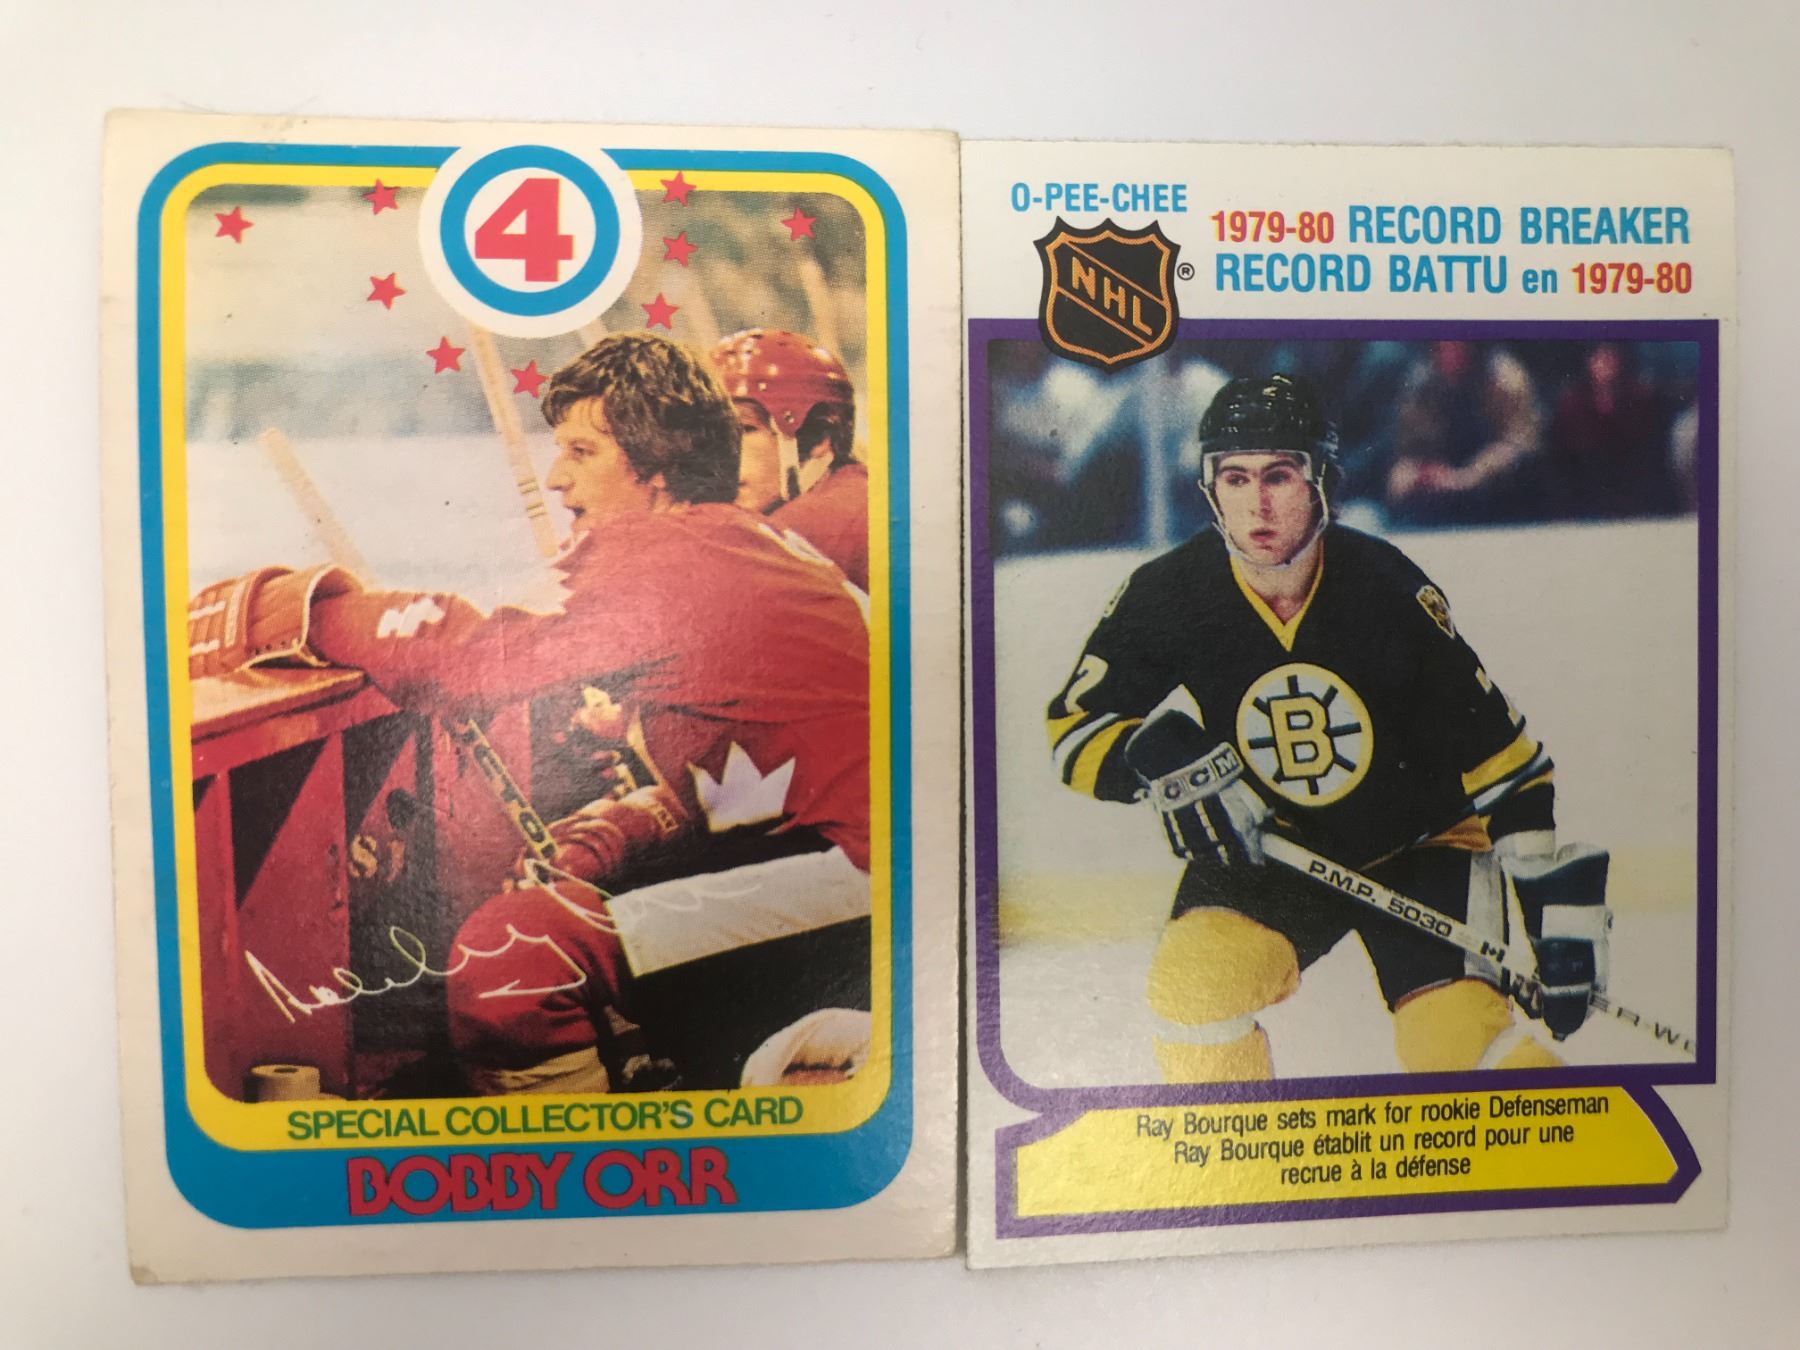 4
SPECIAL COLLECTOR'S CARD
BOBBY ORR
O-PEE-CHEE
NHL ®
1979-80 RECORD BREAKER
RECORD BATTU en 1979-80
7
B
CCM
P.M.P. 5030
Ray Bourque sets mark for rookie Defenseman
Ray Bourque établit un record pour une
recrue à la défense